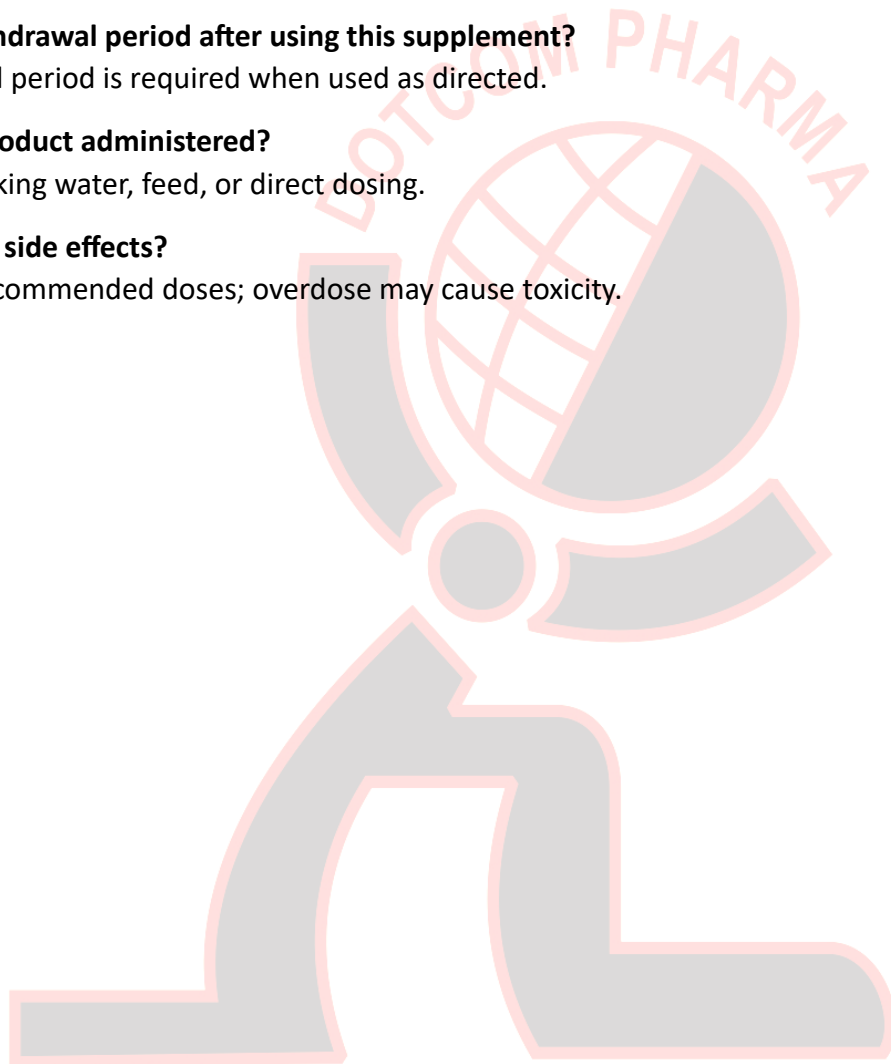 ndrawal period after using this supplement?
l period is required when used as directed.
oduct administered?
king water, feed, or direct dosing.
side effects?
commended doses; overdose may cause toxicity.
DOTCOM PHARMA